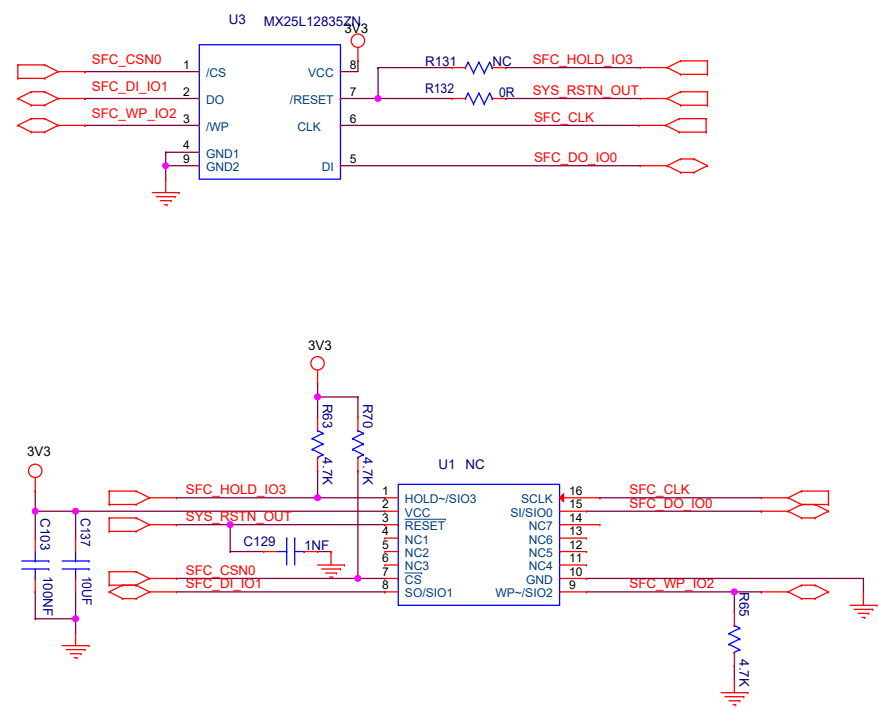 U3 MX25L12835ZN
3V3
SFC_CSN0 1 /CS VCC 8 R131 NC SFC_HOLD_IO3
SFC_DI_IO1 2 DO /RESET 7 R132 0R SYS_RSTN_OUT
SFC_WP_IO2 3 /WP CLK 6 SFC_CLK
4 GND1
9 GND2 DI 5 SFC_DO_IO0
3V3
R63 4.7K
R70 4.7K
3V3
U1 NC
SFC_HOLD_IO3 1 HOLD~/SIO3 SCLK 16 SFC_CLK
2 VCC SI/SIO0 15 SFC_DO_IO0
SYS_RSTN_OUT 3 RESET NC7 14
4 NC1 NC6 13
C103 100NF
C137 10UF
C129 1NF
5 NC2 NC5 12
6 NC3 NC4 11
SFC_CSN0 7 CS GND 10
SFC_DI_IO1 8 SO/SIO1 WP~/SIO2 9 SFC_WP_IO2
R65 4.7K